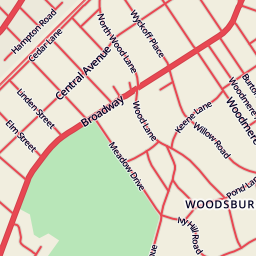 Hampton Road
Cedar Lane
North Wood Lane
Wyckoff Place
Central Avenue
Linden Street
Broadway
Wood Lane
Keene Lane
Elm Street
Willow Road
Meadow Drive
Pond La
WOODSBUR
Ivy Hill Road
Woodmere
Burto